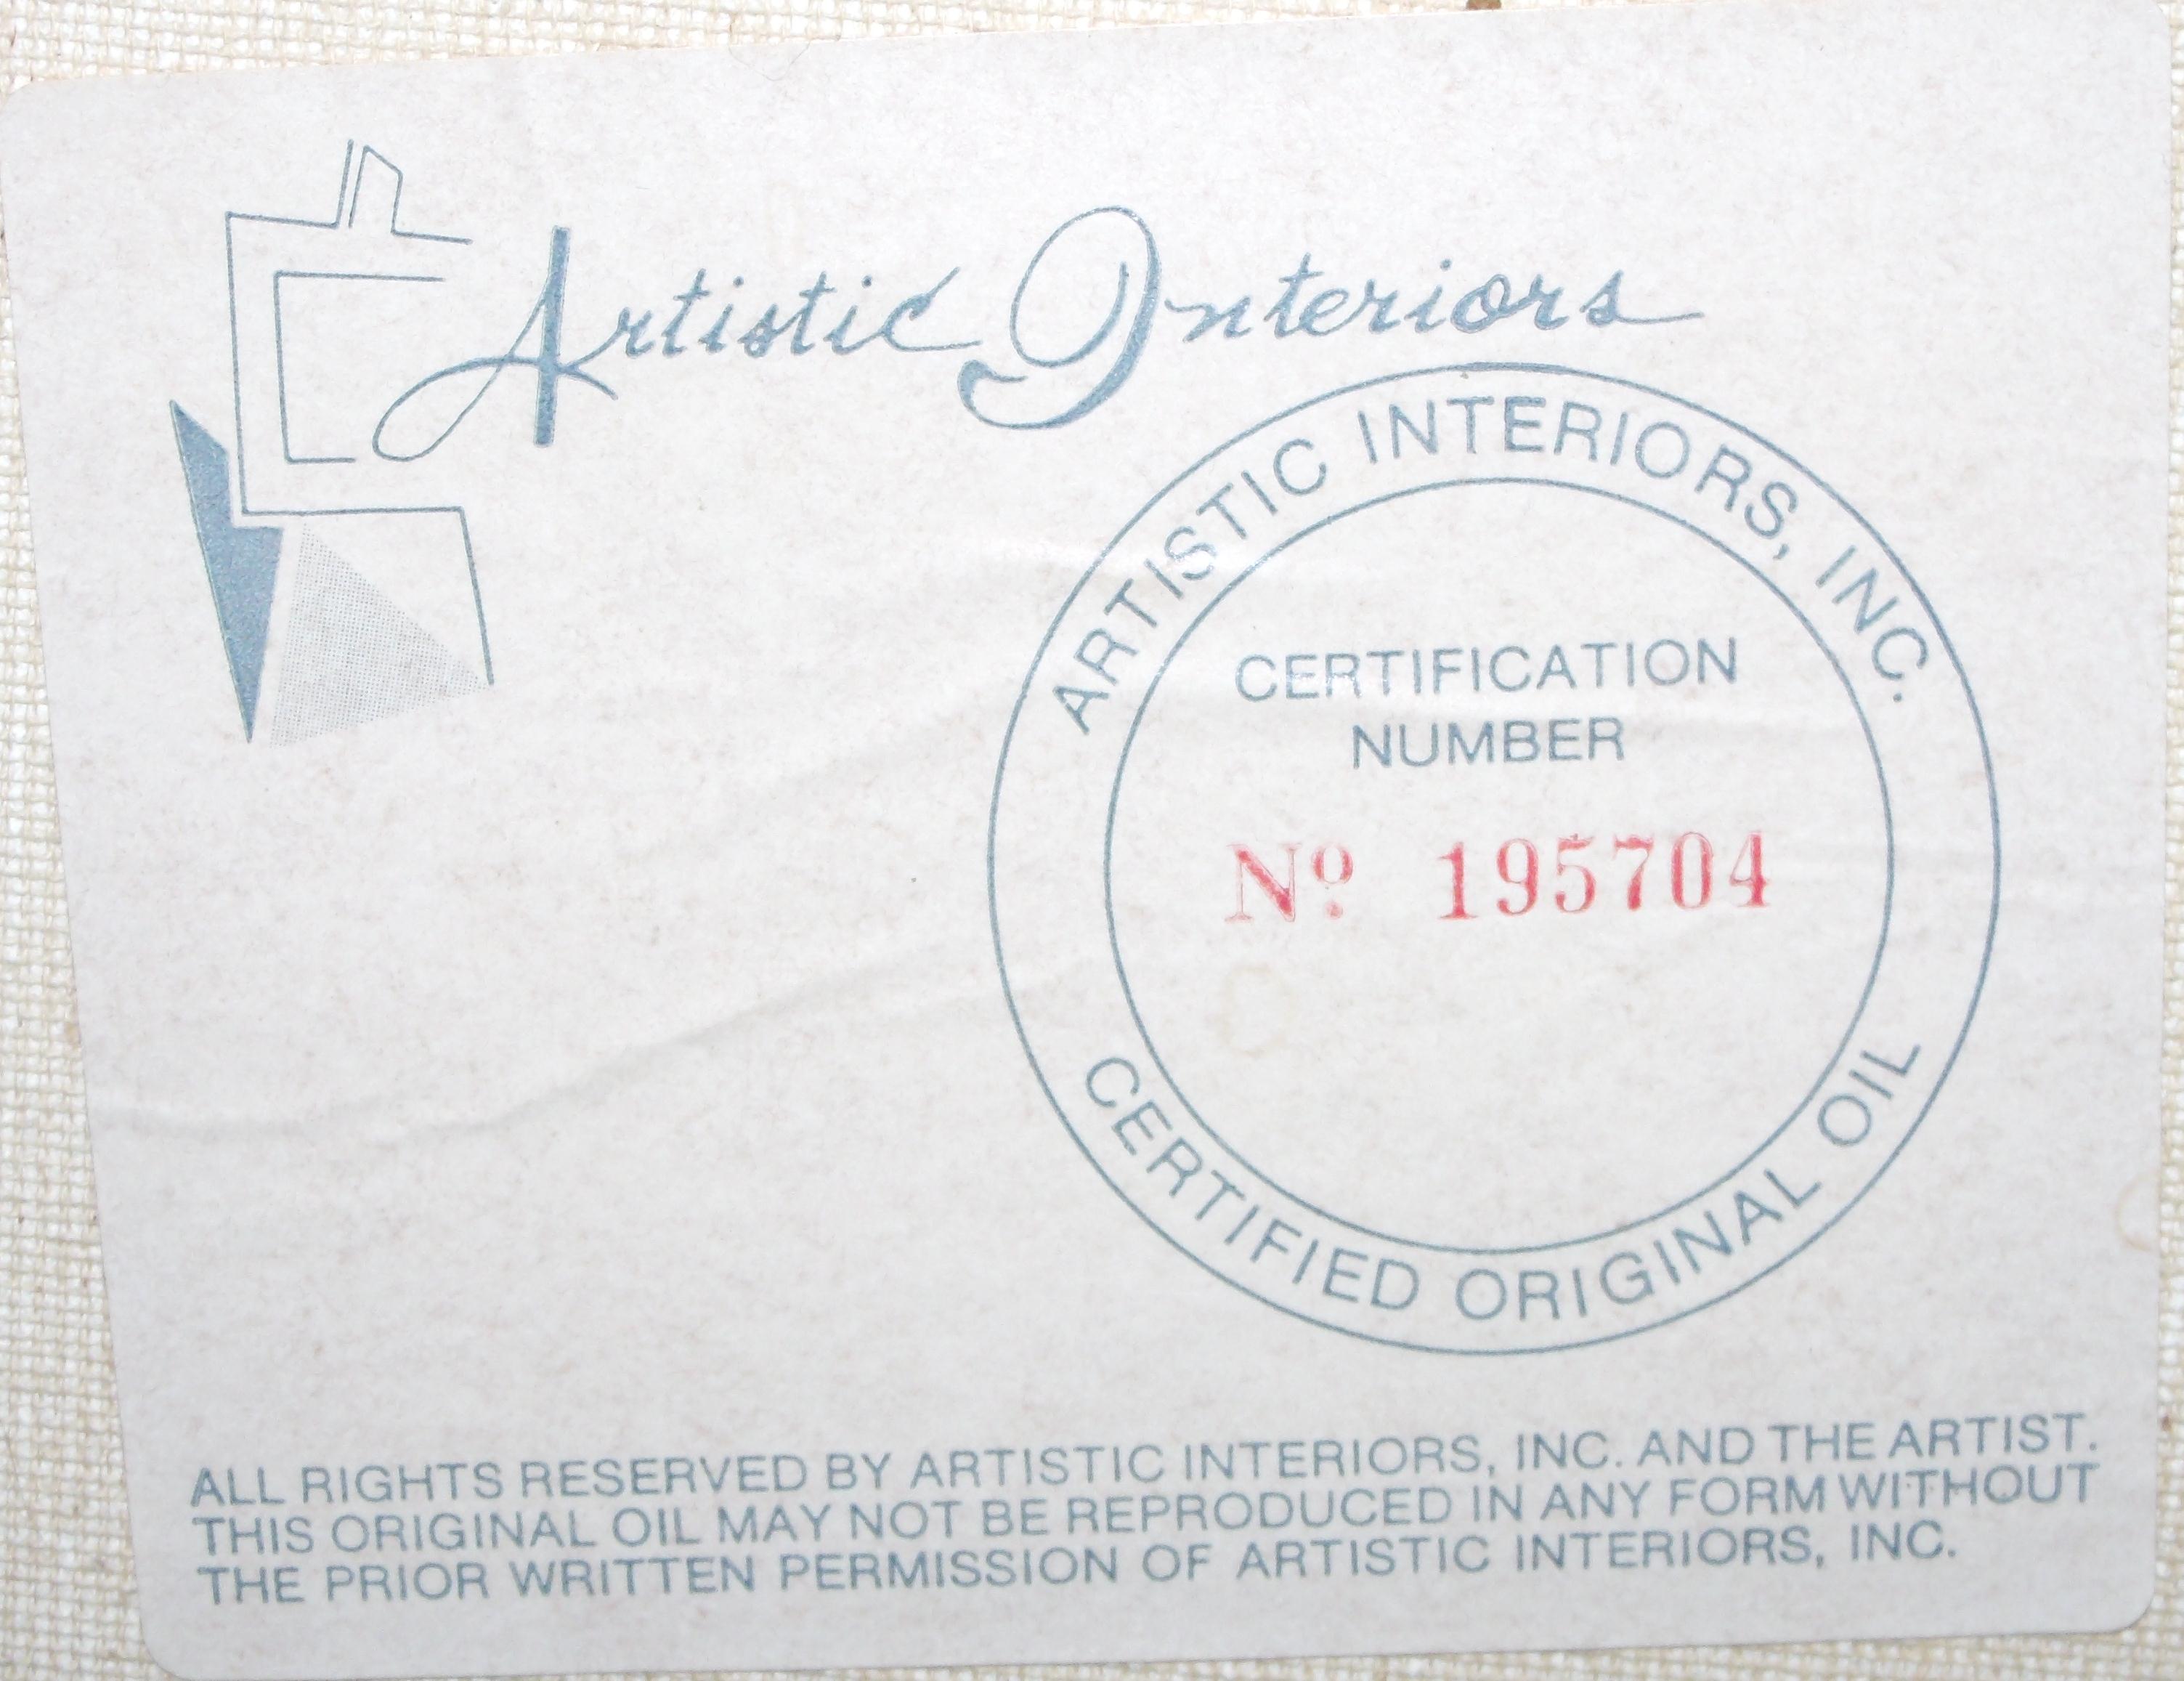 Artistic Interiors
ARTISTIC INTERIORS, INC.
CERTIFICATION
NUMBER
Nº 195704
CERTIFIED ORIGINAL OIL
ALL RIGHTS RESERVED BY ARTISTIC INTERIORS, INC. AND THE ARTIST.
THIS ORIGINAL OIL MAY NOT BE REPRODUCED IN ANY FORM WITHOUT
THE PRIOR WRITTEN PERMISSION OF ARTISTIC INTERIORS, INC.